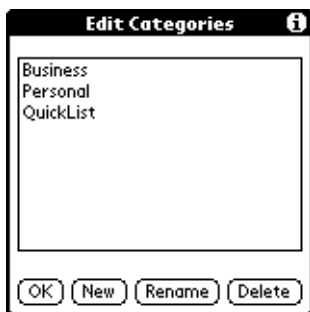 Edit Categories
Business
Personal
QuickList
OK New Rename Delete